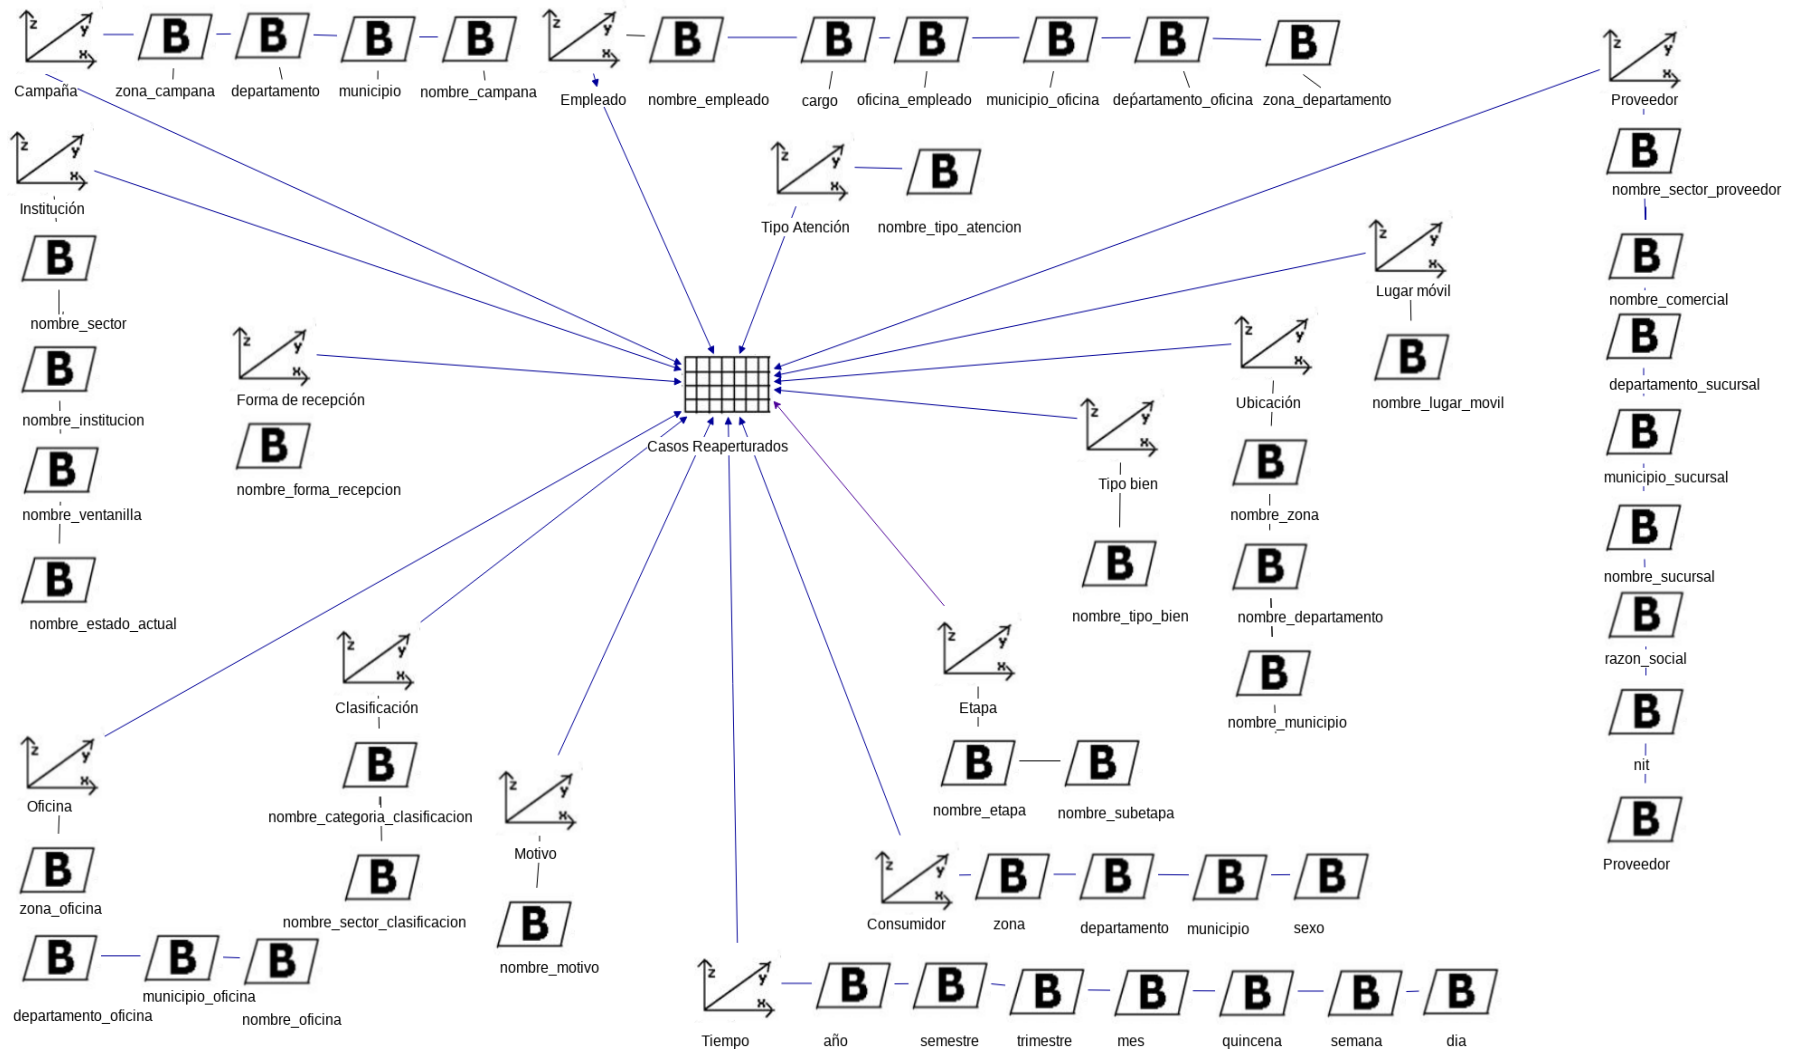 Campaña
zona_campana
departamento
municipio
nombre_campana
Empleado
nombre_empleado
cargo
oficina_empleado
municipio_oficina
departamento_oficina
zona_departamento
Proveedor
nombre_sector_proveedor
nombre_comercial
departamento_sucursal
municipio_sucursal
nombre_sucursal
razon_social
nit
Proveedor
Institución
nombre_sector
nombre_institucion
nombre_ventanilla
nombre_estado_actual
Tipo Atención
nombre_tipo_atencion
Lugar móvil
nombre_lugar_movil
Forma de recepción
nombre_forma_recepcion
Casos Reaperturados
Ubicación
nombre_zona
nombre_departamento
nombre_municipio
Tipo bien
nombre_tipo_bien
Clasificación
nombre_categoria_clasificacion
nombre_sector_clasificacion
Etapa
nombre_etapa
nombre_subetapa
Oficina
zona_oficina
departamento_oficina
municipio_oficina
nombre_oficina
Motivo
nombre_motivo
Consumidor
zona
departamento
municipio
sexo
Tiempo
año
semestre
trimestre
mes
quincena
semana
dia